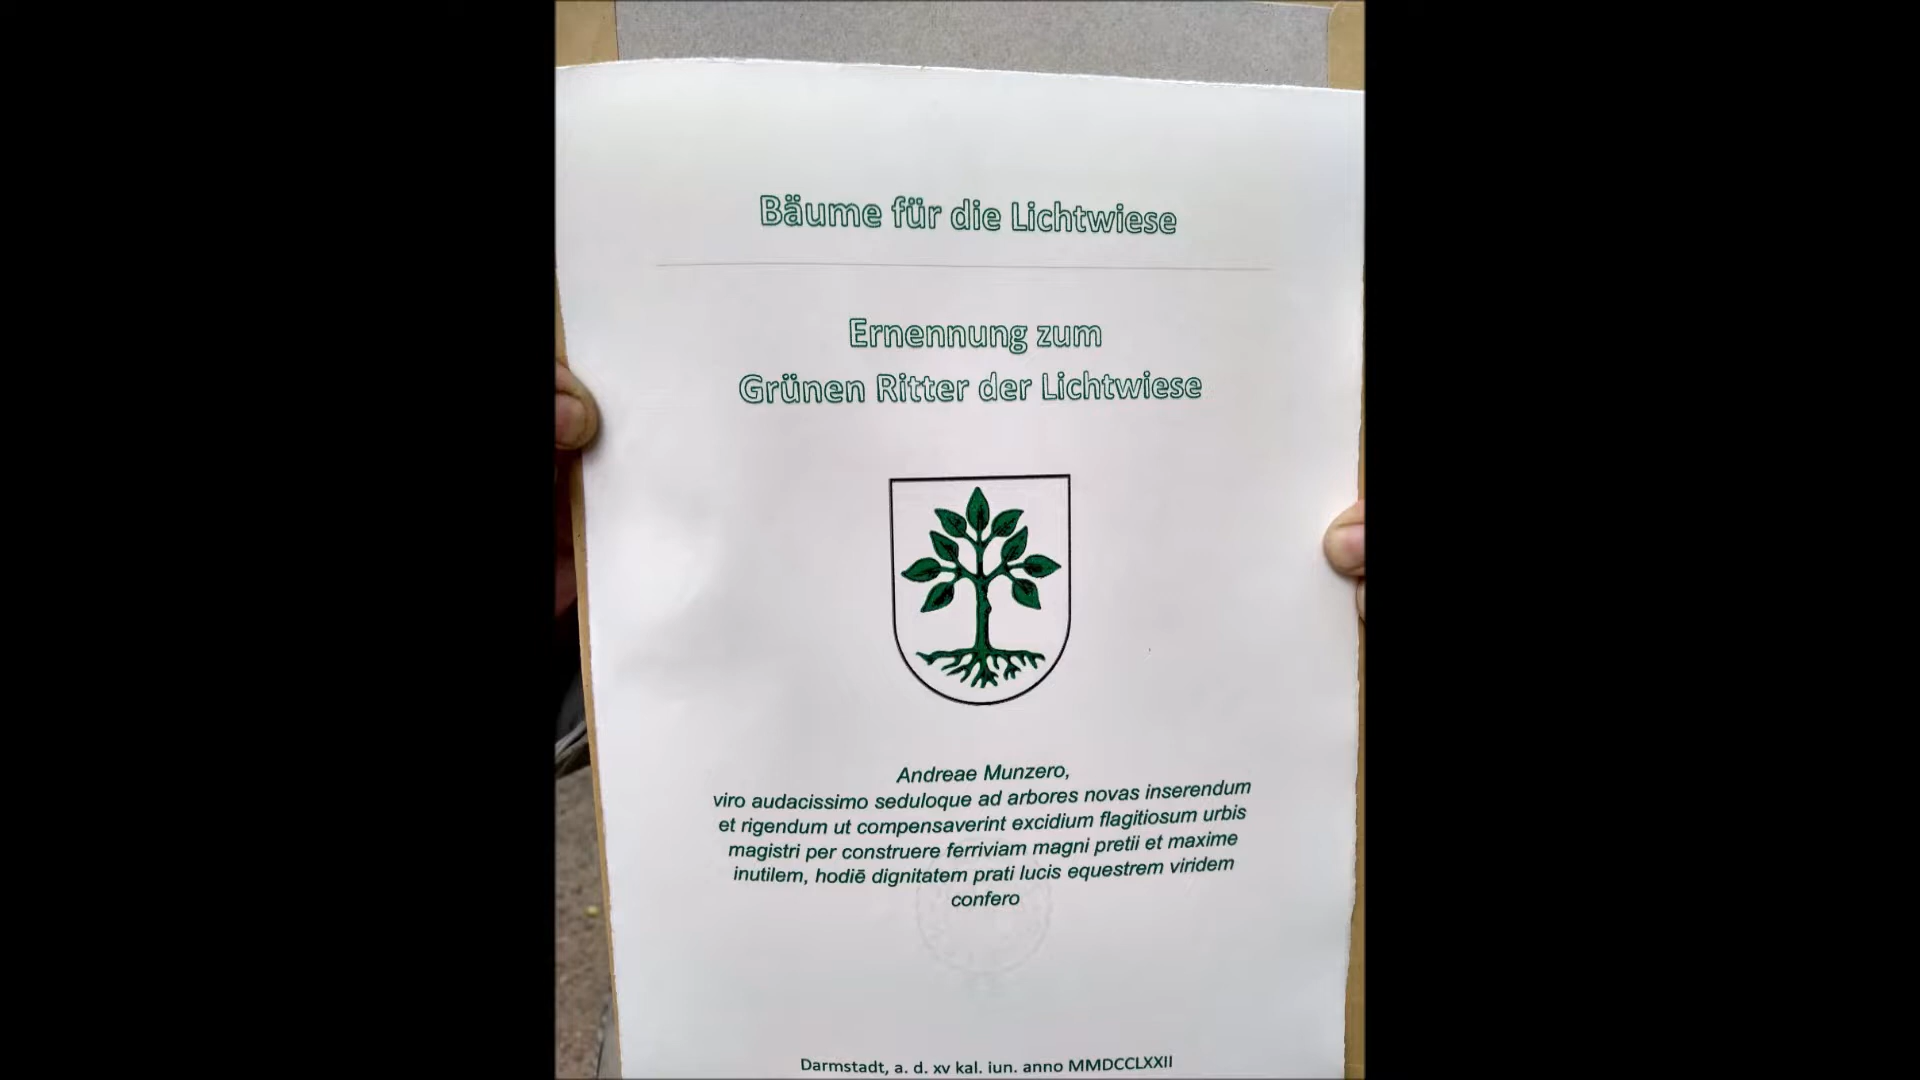 Bäume für die Lichtwiese
Ernennung zum
Grünen Ritter der Lichtwiese
Andreae Munzero,
viro audacissimo seduloque ad arbores novas inserendum
et rigendum ut compensaverint excidium flagitiosum urbis
magistri per construere ferriviam magni pretii et maxime
inutilem, hodiē dignitatem prati lucis equestrem viridem
confero
Darmstadt, a. d. xv kal. iun. anno MMDCCLXXII